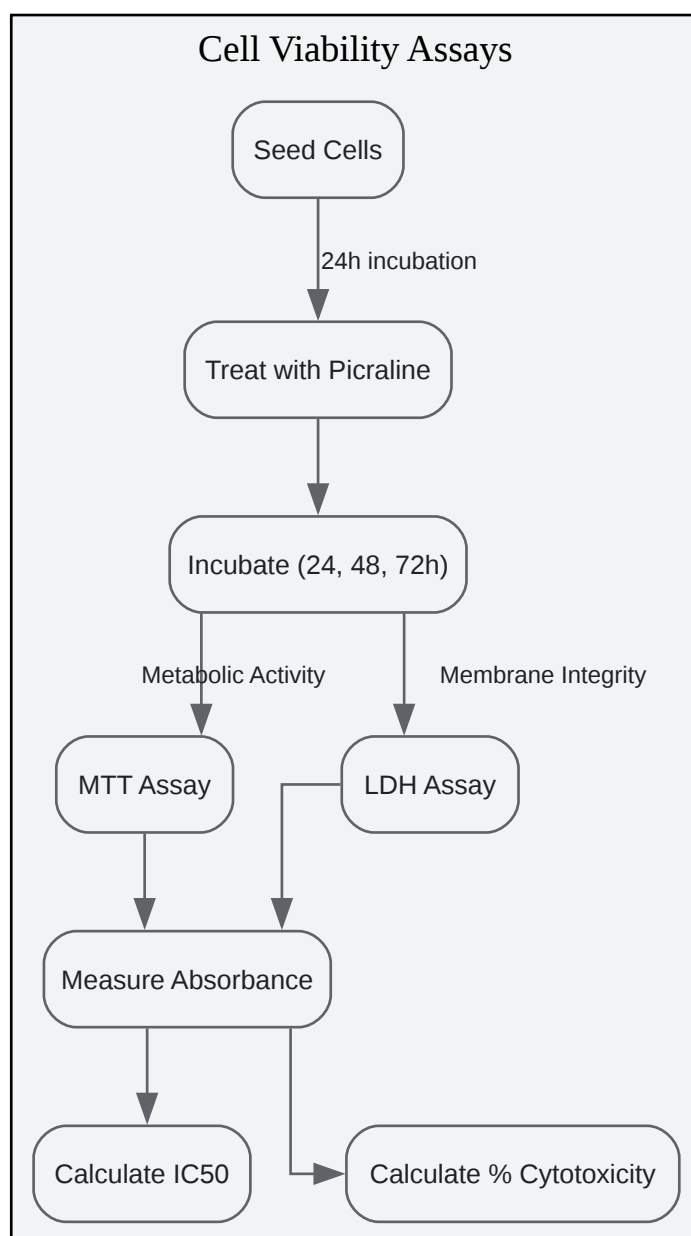 Cell Viability Assays
Seed Cells
24h incubation
Treat with Picraline
Incubate (24, 48, 72h)
Metabolic Activity
Membrane Integrity
MTT Assay
LDH Assay
Measure Absorbance
Calculate IC50
Calculate % Cytotoxicity